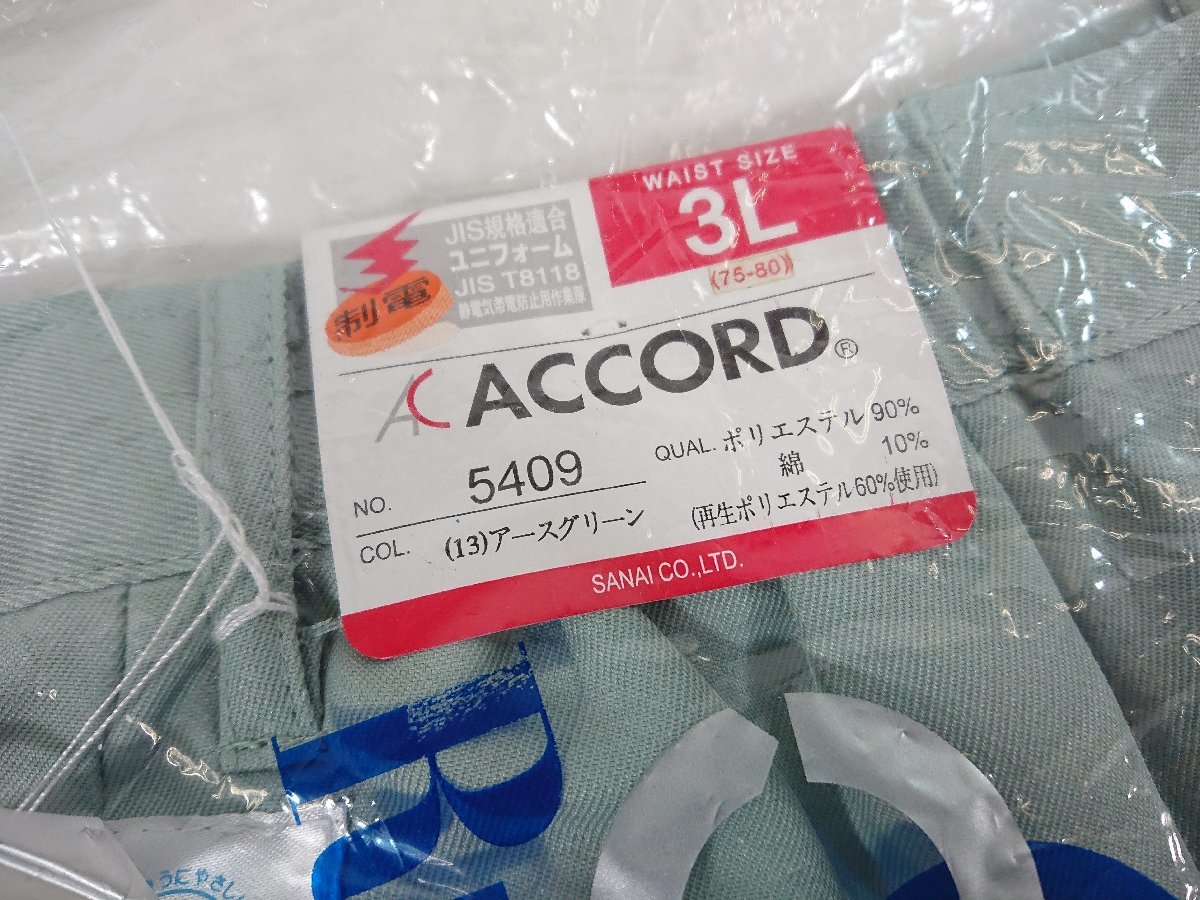 JIS規格適合
ユニフォーム
JIS T8118
静電気帯電防止用作業服
制電
WAIST SIZE
3L
(75-80)
AC ACCORD®
NO. 5409
COL. (13)アースグリーン
QUAL. ポリエステル 90%
綿 10%
(再生ポリエステル60%使用)
SANAI CO.,LTD.